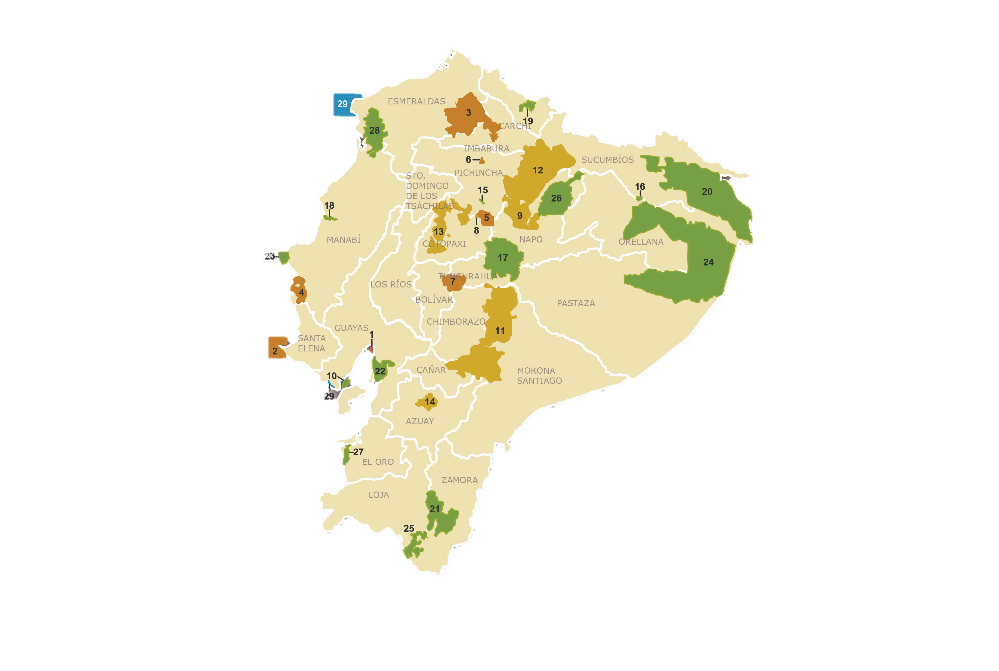 29
ESMERALDAS
3
19
CARCHI
28
IMBABURA
6
PICHINCHA
12
SUCUMBÍOS
STO.
DOMINGO
DE LOS
TSÁCHILAS
15
16
20
26
18
9
5
8
13
MANABÍ
COTOPAXI
NAPO
ORELLANA
23
17
24
TUNGURAHUA
7
LOS RÍOS
4
BOLÍVAR
PASTAZA
CHIMBORAZO
GUAYAS
11
1
SANTA
ELENA
2
22
CAÑAR
MORONA
SANTIAGO
10
29
14
AZUAY
27
EL ORO
ZAMORA
LOJA
21
25